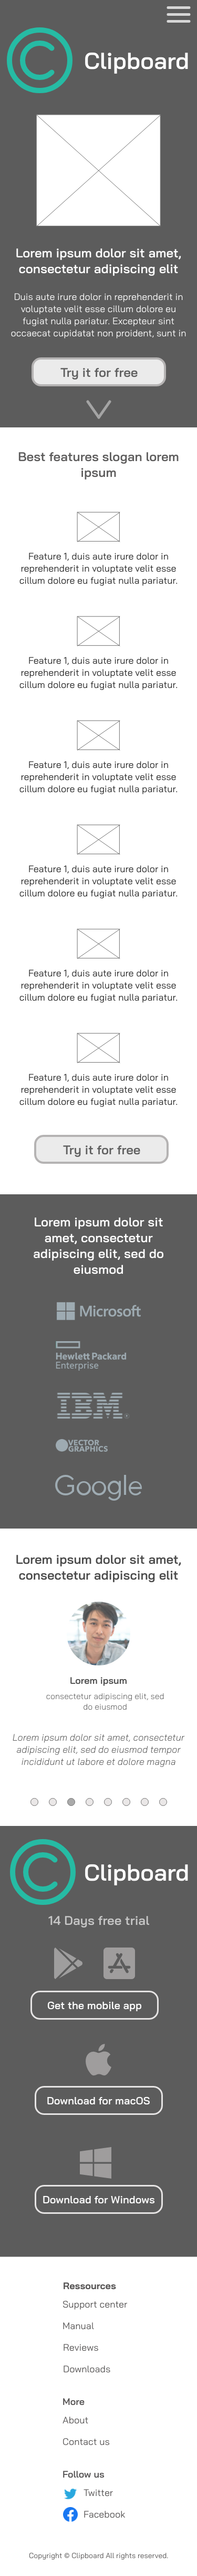 Clipboard
Lorem ipsum dolor sit amet,
consectetur adipiscing elit
Duis aute irure dolor in reprehenderit in
voluptate velit esse cillum dolore eu
fugiat nulla pariatur. Excepteur sint
occaecat cupidatat non proident, sunt in
Try it for free
Best features slogan lorem
ipsum
Feature 1, duis aute irure dolor in
reprehenderit in voluptate velit esse
cillum dolore eu fugiat nulla pariatur.
Feature 1, duis aute irure dolor in
reprehenderit in voluptate velit esse
cillum dolore eu fugiat nulla pariatur.
Feature 1, duis aute irure dolor in
reprehenderit in voluptate velit esse
cillum dolore eu fugiat nulla pariatur.
Feature 1, duis aute irure dolor in
reprehenderit in voluptate velit esse
cillum dolore eu fugiat nulla pariatur.
Feature 1, duis aute irure dolor in
reprehenderit in voluptate velit esse
cillum dolore eu fugiat nulla pariatur.
Feature 1, duis aute irure dolor in
reprehenderit in voluptate velit esse
cillum dolore eu fugiat nulla pariatur.
Try it for free
Lorem ipsum dolor sit
amet, consectetur
adipiscing elit, sed do
eiusmod
Microsoft
Hewlett Packard
Enterprise
IBM
VECTOR
GRAPHICS
Google
Lorem ipsum dolor sit amet,
consectetur adipiscing elit
Lorem ipsum
consectetur adipiscing elit, sed
do eiusmod
Lorem ipsum dolor sit amet, consectetur
adipiscing elit, sed do eiusmod tempor
incididunt ut labore et dolore magna
Clipboard
14 Days free trial
Get the mobile app
Download for macOS
Download for Windows
Ressources
Support center
Manual
Reviews
Downloads
More
About
Contact us
Follow us
Twitter
Facebook
Copyright © Clipboard All rights reserved.